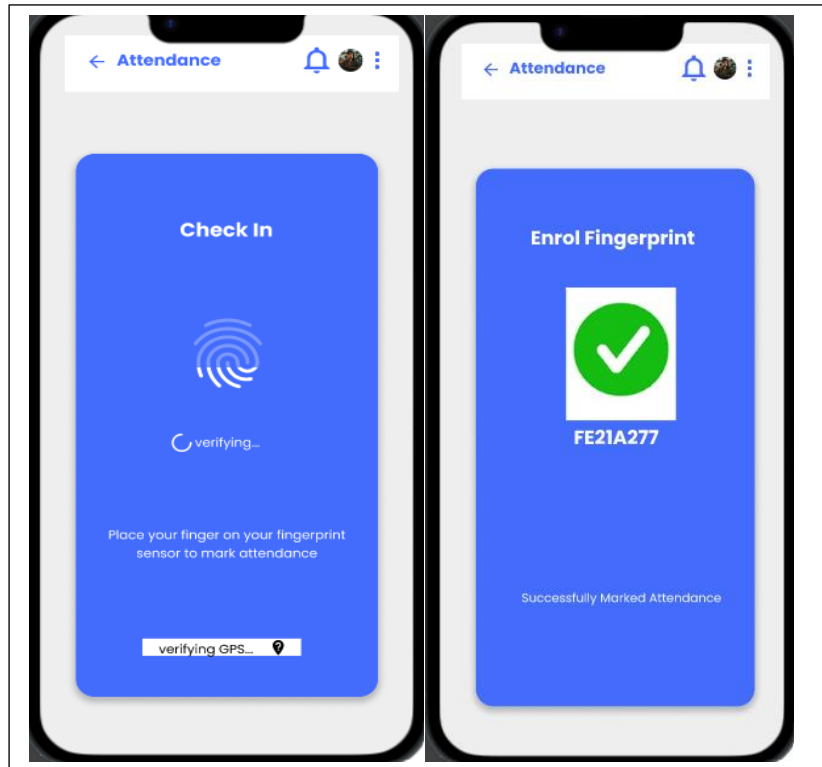 Attendance
Check In
verifying...
Place your finger on your fingerprint
sensor to mark attendance
verifying GPS...
Attendance
Enrol Fingerprint
FE21A277
Successfully Marked Attendance